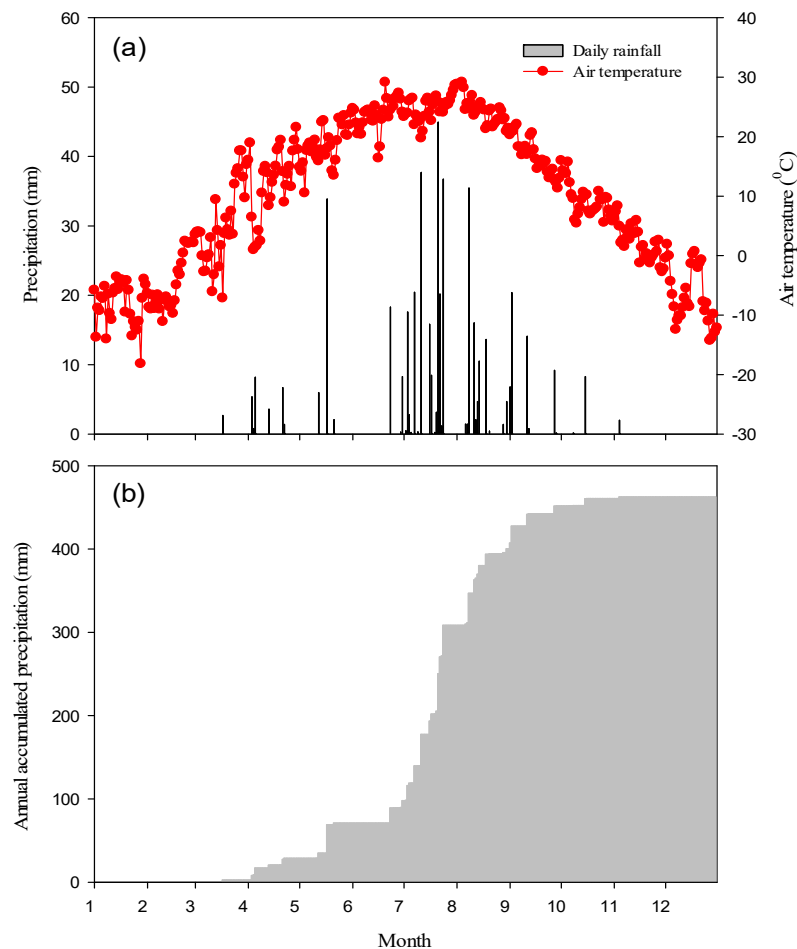 60
50
40
30
20
10
0
Precipitation (mm)
(a)
Daily rainfall
Air temperature
40
30
20
10
0
-10
-20
-30
Air temperature (⁰C)
500
400
300
200
100
0
Annual accumulated precipitation (mm)
(b)
1 2 3 4 5 6 7 8 9 10 11 12
Month